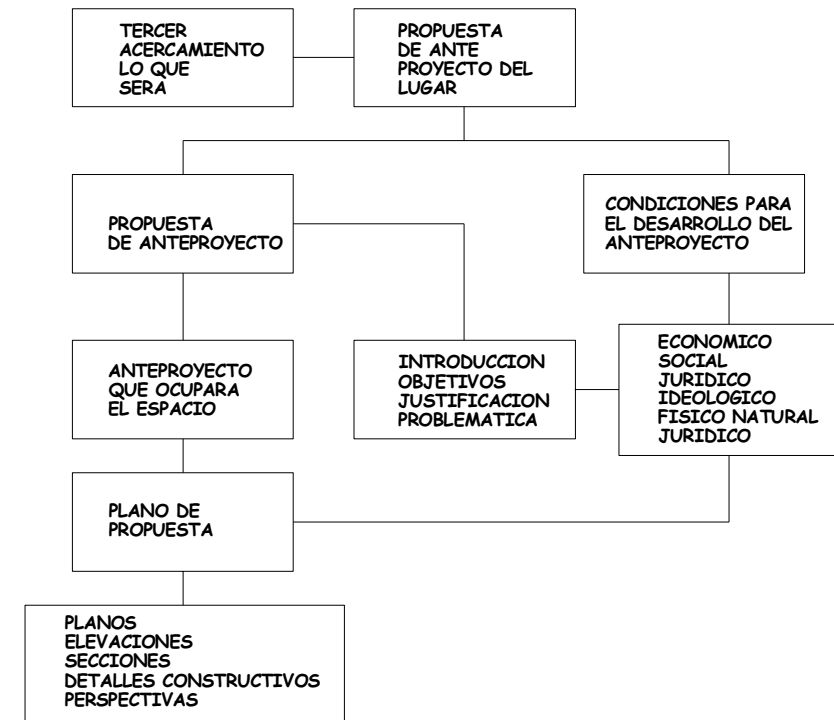 TERCER
ACERCAMIENTO
LO QUE
SERA
PROPUESTA
DE ANTE
PROYECTO DEL
LUGAR
PROPUESTA
DE ANTEPROYECTO
CONDICIONES PARA
EL DESARROLLO DEL
ANTEPROYECTO
ANTEPROYECTO
QUE OCUPARA
EL ESPACIO
INTRODUCCION
OBJETIVOS
JUSTIFICACION
PROBLEMATICA
ECONOMICO
SOCIAL
JURIDICO
IDEOLOGICO
FISICO NATURAL
JURIDICO
PLANO DE
PROPUESTA
PLANOS
ELEVACIONES
SECCIONES
DETALLES CONSTRUCTIVOS
PERSPECTIVAS